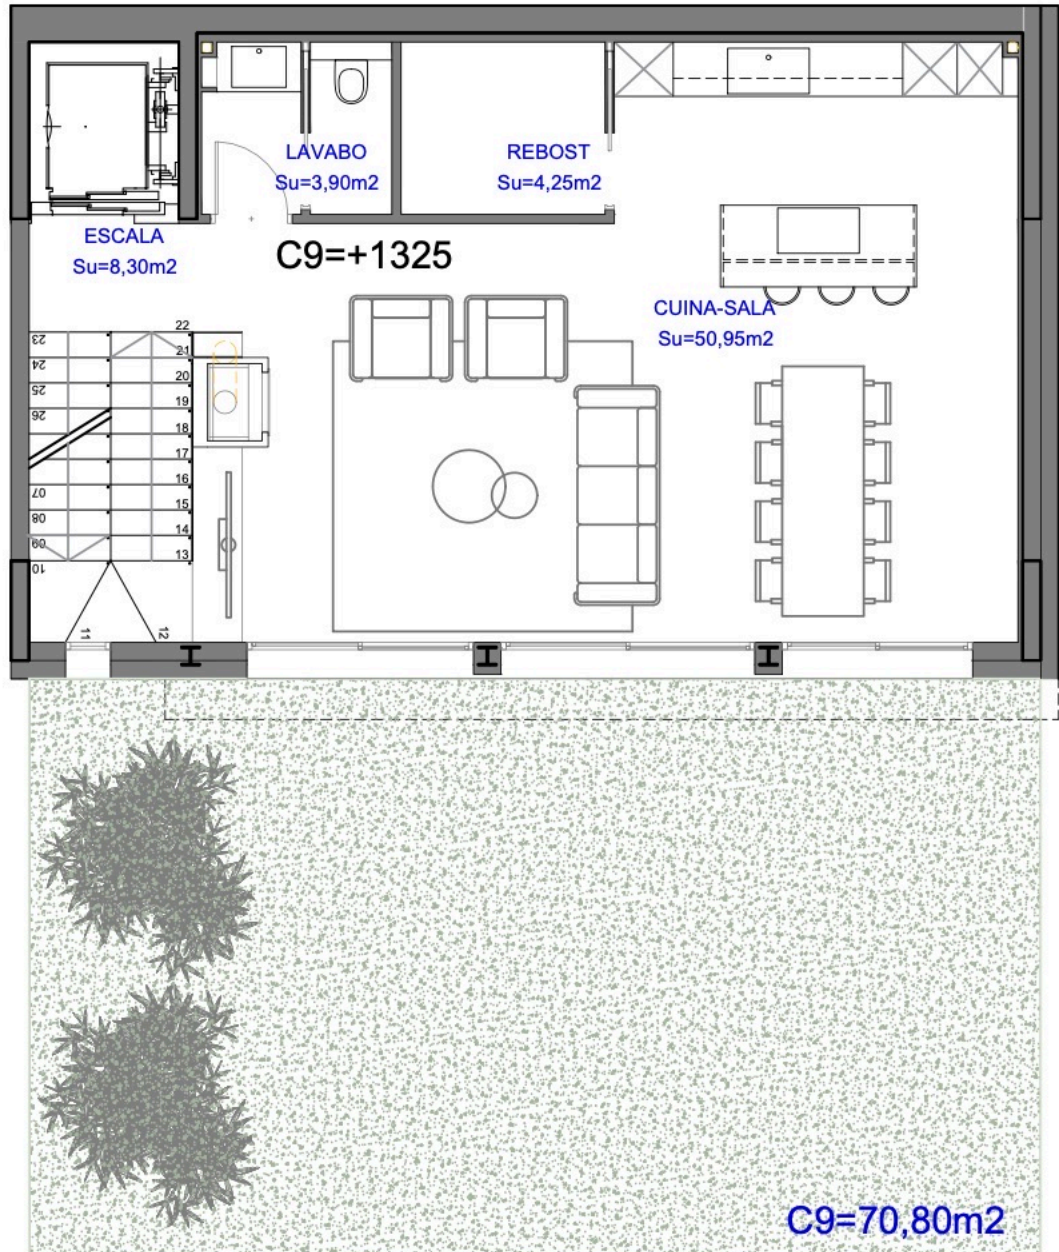 LAVABO
Su=3,90m2
REBOST
Su=4,25m2
ESCALA
Su=8,30m2
C9=+1325
CUINA-SALA
Su=50,95m2
22
23
21
24
20
25
19
26
18
17
16
07
15
08
14
09
13
10
11
12
C9=70,80m2